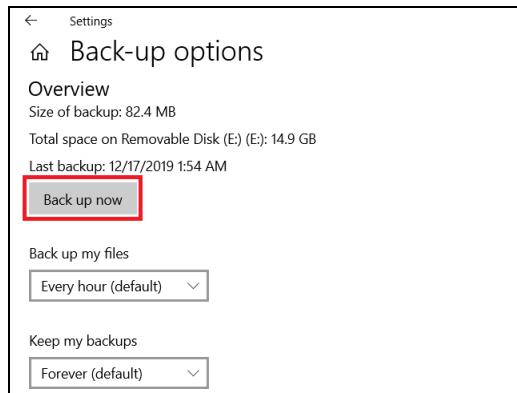 Settings
Back-up options
Overview
Size of backup: 82.4 MB
Total space on Removable Disk (E:) (E:): 14.9 GB
Last backup: 12/17/2019 1:54 AM
Back up now
Back up my files
Every hour (default)
Keep my backups
Forever (default)